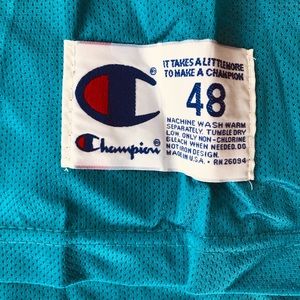 IT TAKES A LITTLE MORE
TO MAKE A CHAMPION
48
Champion
MACHINE WASH WARM
SEPARATELY. TUMBLE DRY
LOW. ONLY NON-CHLORINE
BLEACH WHEN NEEDED. DO
NOT IRON DESIGN.
MADE IN U.S.A. • RN 26094